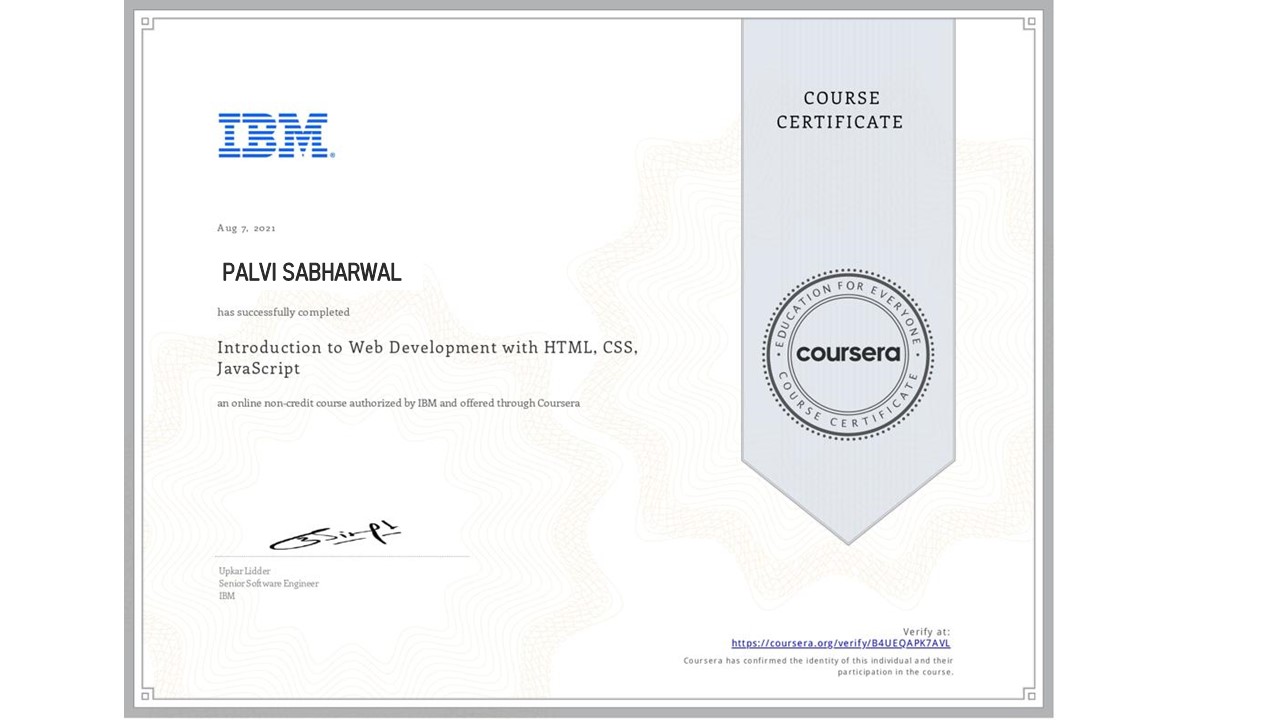 IBM®
COURSE
CERTIFICATE
Aug 7, 2021
PALVI SABHARWAL
has successfully completed
Introduction to Web Development with HTML, CSS,
JavaScript
an online non-credit course authorized by IBM and offered through Coursera
EDUCATION FOR EVERYONE
coursera
COURSE CERTIFICATE
Upkar Lidder
Senior Software Engineer
IBM
Verify at:
https://coursera.org/verify/B4UEQAPK7AVL
Coursera has confirmed the identity of this individual and their
participation in the course.